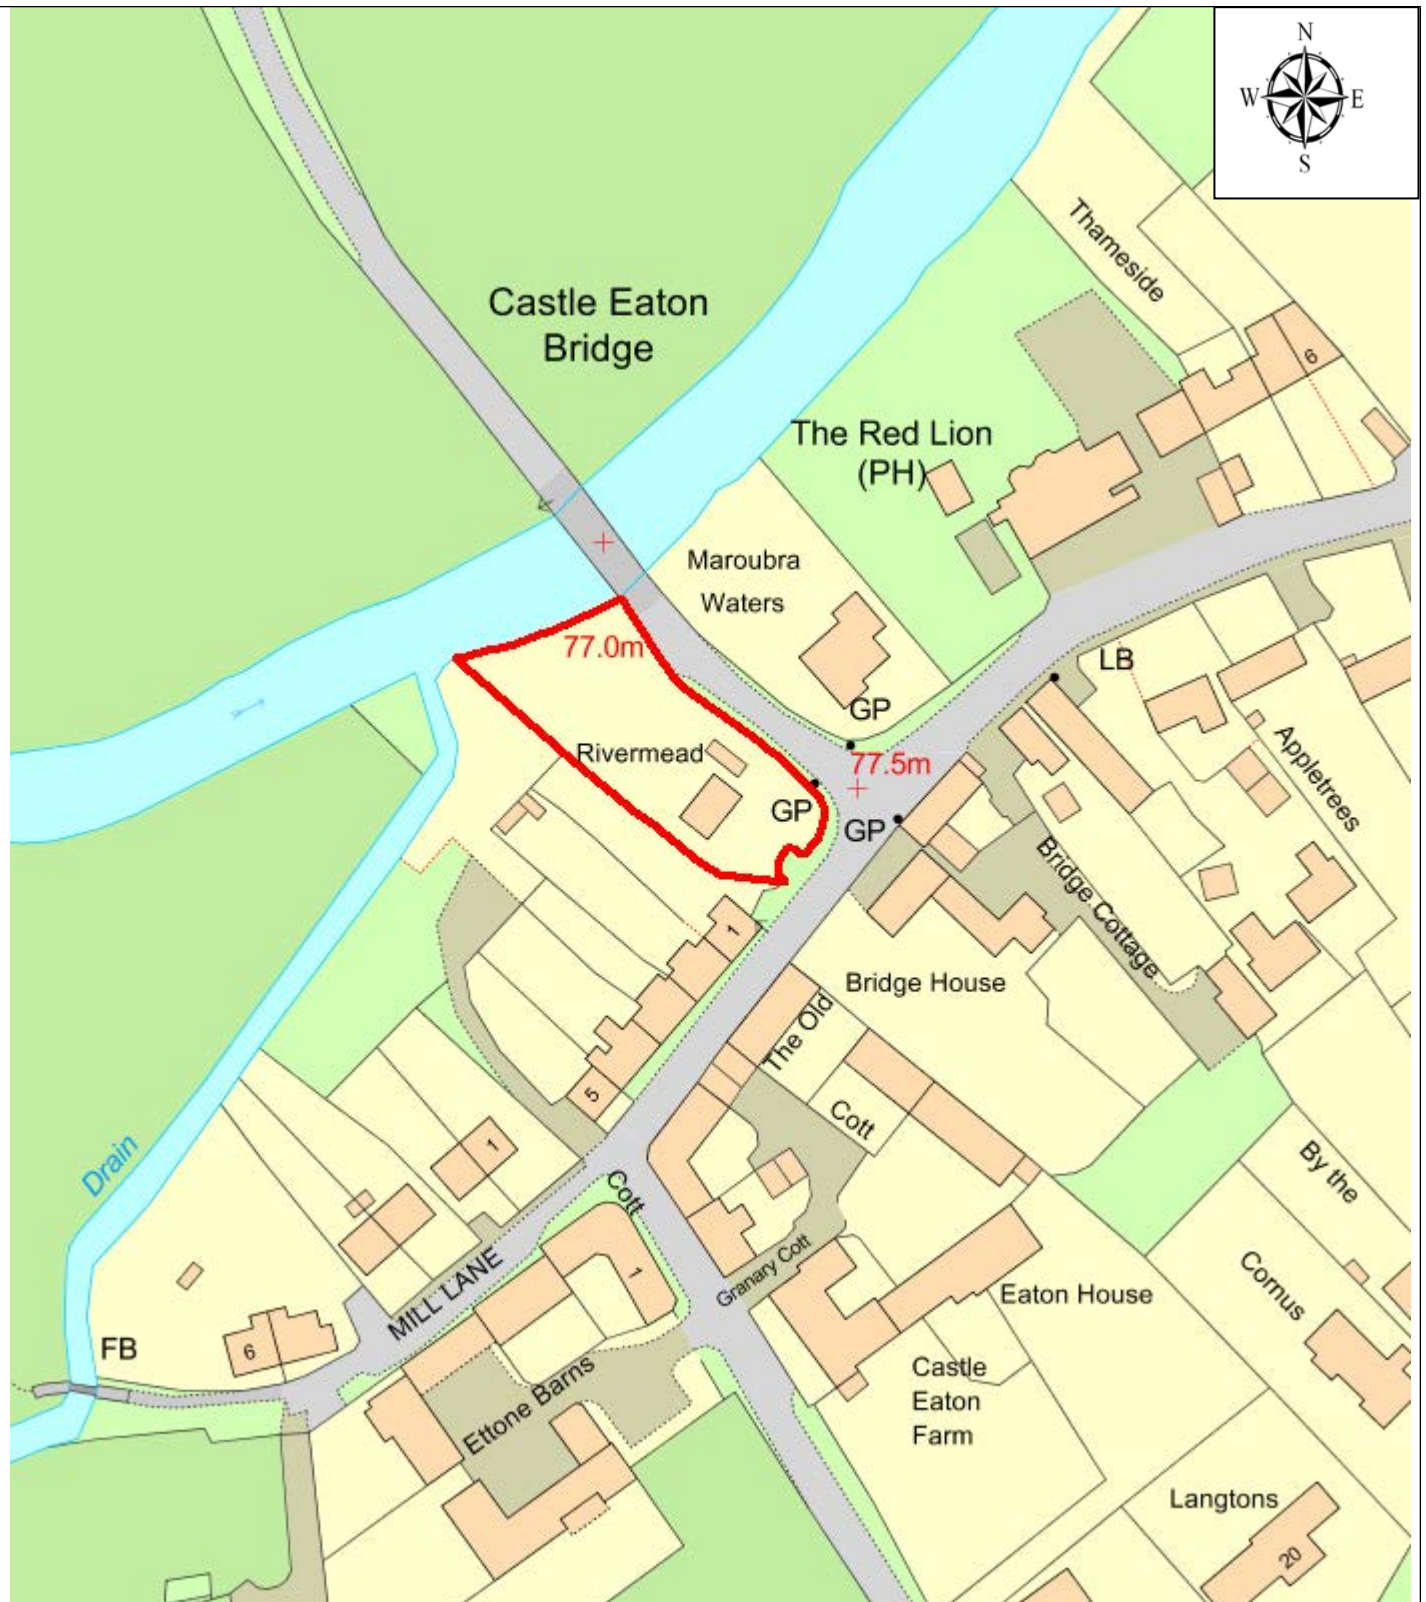 N
W E
S
Thameside
Castle Eaton
Bridge
6
The Red Lion
(PH)
Maroubra
Waters
77.0m
LB
GP
Rivermead
77.5m
Appletrees
GP
GP
Bridge Cottage
1
Bridge House
The Old
5
Cott
1
Drain
By the
Cott
Granary Cott
1
MILL LANE
Eaton House
Cornus
FB
6
Castle
Eaton
Farm
Ettone Barns
Langtons
20